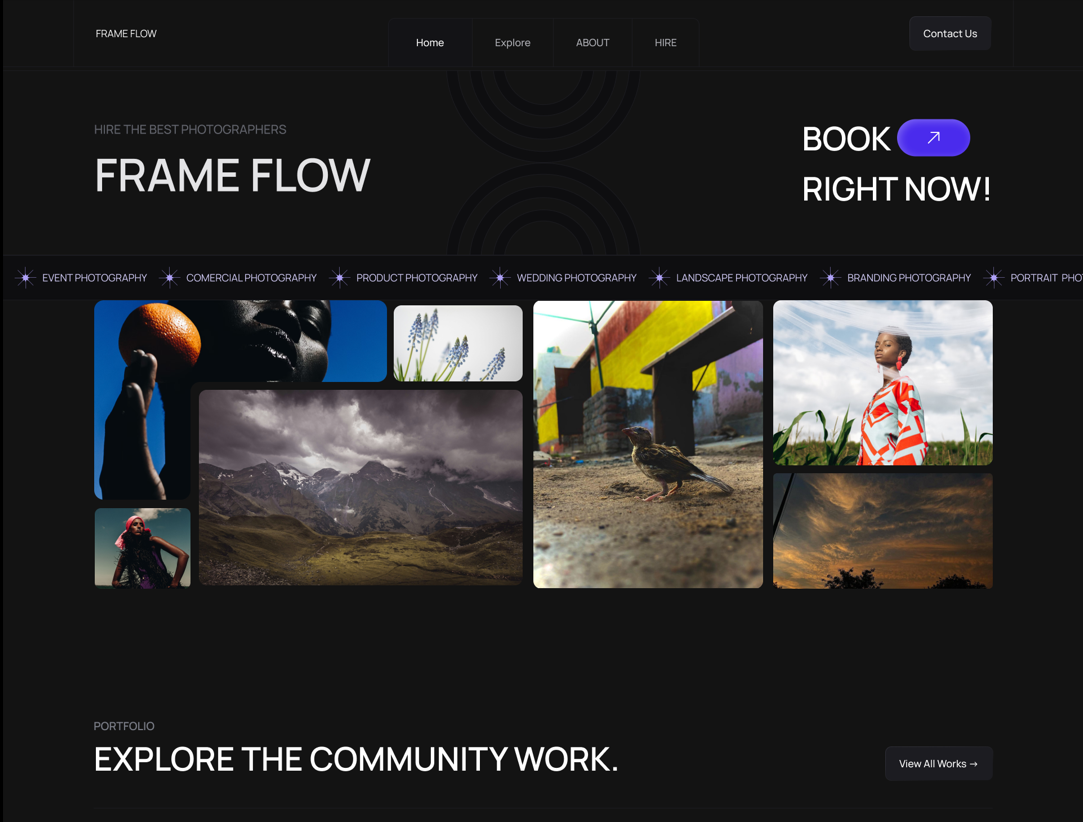 FRAME FLOW
Home
Explore
ABOUT
HIRE
Contact Us
HIRE THE BEST PHOTOGRAPHERS
FRAME FLOW
BOOK
RIGHT NOW!
EVENT PHOTOGRAPHY
COMERCIAL PHOTOGRAPHY
PRODUCT PHOTOGRAPHY
WEDDING PHOTOGRAPHY
LANDSCAPE PHOTOGRAPHY
BRANDING PHOTOGRAPHY
PORTRAIT PHO
PORTFOLIO
EXPLORE THE COMMUNITY WORK.
View All Works →